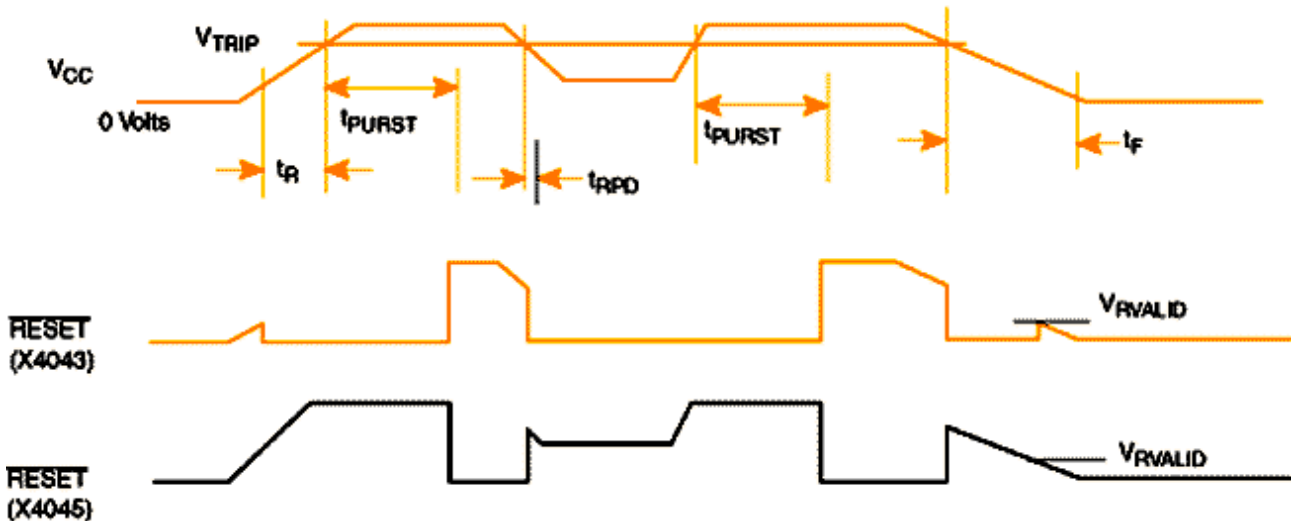 VTRIP
VCC
0 Volts
tPURST
tPURST
tR
tRPD
tF
RESET
(X4043)
VRVALID
RESET
(X4045)
VRVALID